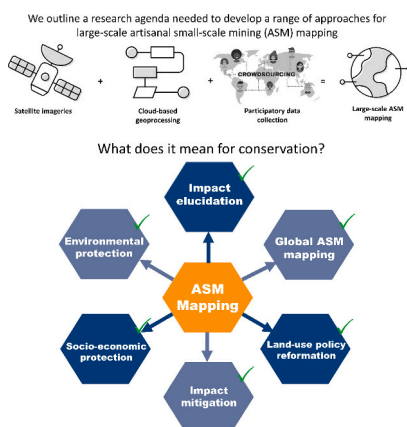 We outline a research agenda needed to develop a range of approaches for
large-scale artisanal small-scale mining (ASM) mapping
+
+
CROWDSOURCING
=
Satellite imageries
Cloud-based
geoprocessing
Participatory data
collection
Large-scale ASM
mapping
What does it mean for conservation?
Impact
elucidation
Environmental
protection
Global ASM
mapping
ASM
Mapping
Socio-economic
protection
Land-use policy
reformation
Impact
mitigation